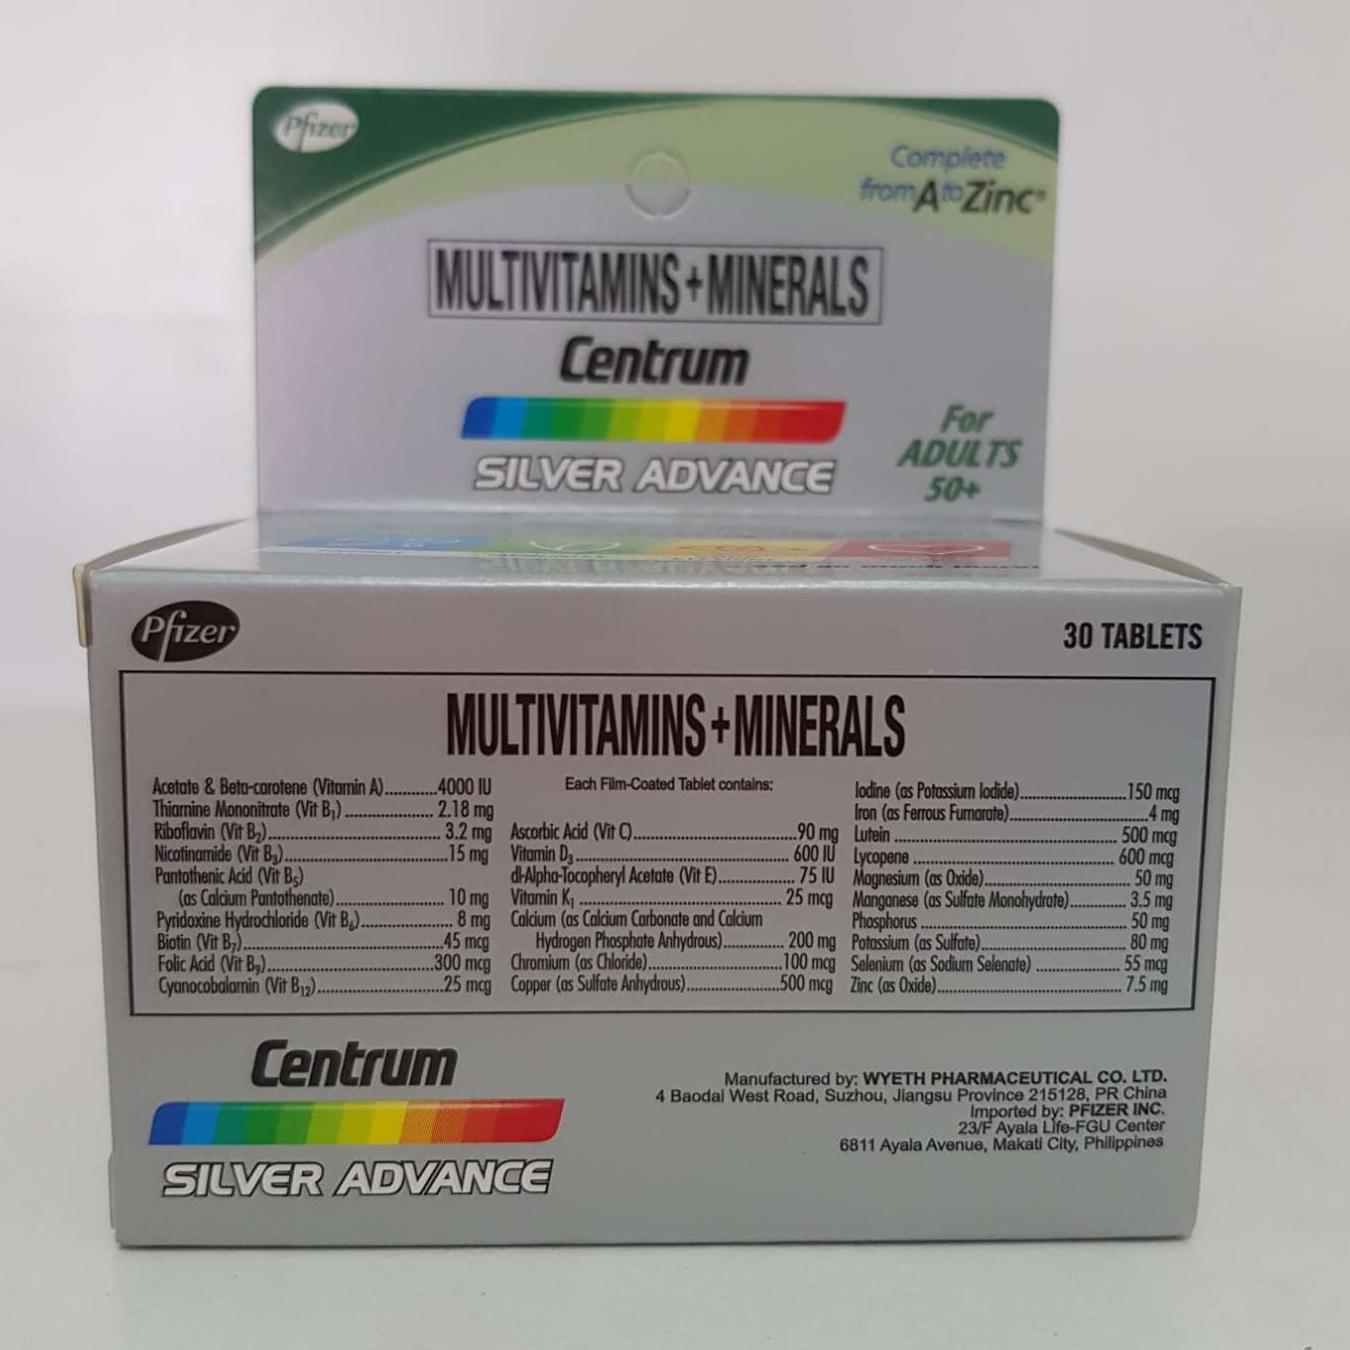 Pfizer
Complete
from A to Zinc®
MULTIVITAMINS+MINERALS
Centrum
SILVER ADVANCE
For
ADULTS
50+
Pfizer
30 TABLETS
MULTIVITAMINS+MINERALS
Acetate & Beta-carotene (Vitamin A)...........4000 IU
Thiamine Mononitrate (Vit B₁) ................... 2.18 mg
Riboflavin (Vit B₂)..................................... 3.2 mg
Nicotinamide (Vit B₃)...................................15 mg
Pantothenic Acid (Vit B₅)
(as Calcium Pantothenate)............................. 10 mg
Pyridoxine Hydrochloride (Vit B₆)................... 8 mg
Biotin (Vit B₇)...........................................45 mcg
Folic Acid (Vit B₉)...................................300 mcg
Cyanocobalamin (Vit B₁₂)...........................25 mcg
Each Film-Coated Tablet contains:
Ascorbic Acid (Vit C)...................................90 mg
Vitamin D₃............................................. 600 IU
dl-Alpha-Tocopheryl Acetate (Vit E)................ 75 IU
Vitamin K₁ ............................................ 25 mcg
Calcium (as Calcium Carbonate and Calcium
Hydrogen Phosphate Anhydrous)............. 200 mg
Chromium (as Chloride)............................100 mcg
Copper (as Sulfate Anhydrous)....................500 mcg
Iodine (as Potassium Iodide).......................150 mcg
Iron (as Ferrous Fumarate).............................4 mg
Lutein ................................................ 500 mcg
Lycopene ........................................... 600 mcg
Magnesium (as Oxide)............................... 50 mg
Manganese (as Sulfate Monohydrate)............ 3.5 mg
Phosphorus ........................................... 50 mg
Potassium (as Sulfate)............................... 80 mg
Selenium (as Sodium Selenate) .................. 55 mcg
Zinc (as Oxide)....................................... 7.5 mg
Centrum
SILVER ADVANCE
Manufactured by: WYETH PHARMACEUTICAL CO. LTD.
4 Baodai West Road, Suzhou, Jiangsu Province 215128, PR China
Imported by: PFIZER INC.
23/F Ayala Life-FGU Center
6811 Ayala Avenue, Makati City, Philippines